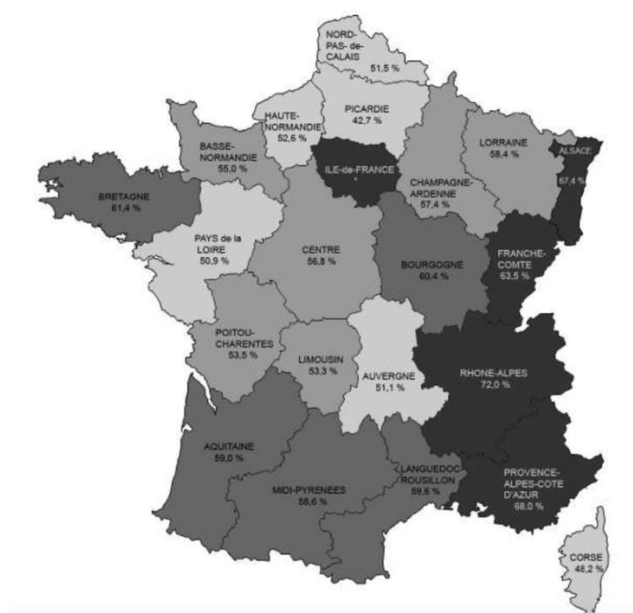 NORD-
PAS- de-
CALAIS
51,5 %
PICARDIE
42,7 %
HAUTE-
NORMANDIE
52,6 %
BASSE-
NORMANDIE
55,0 %
ILE-de-FRANCE
*
LORRAINE
58,4 %
ALSACE
67,4 %
CHAMPAGNE-
ARDENNE
57,4 %
BRETAGNE
61,4 %
PAYS de la
LOIRE
50,9 %
CENTRE
56,8 %
BOURGOGNE
60,4 %
FRANCHE-
COMTE
63,5 %
POITOU-
CHARENTES
53,5 %
LIMOUSIN
53,3 %
AUVERGNE
51,1 %
RHONE-ALPES
72,0 %
AQUITAINE
59,0 %
MIDI-PYRENEES
58,6 %
LANGUEDOC-
ROUSILLON
59,6 %
PROVENCE-
ALPES-COTE
D'AZUR
68,0 %
CORSE
48,2 %